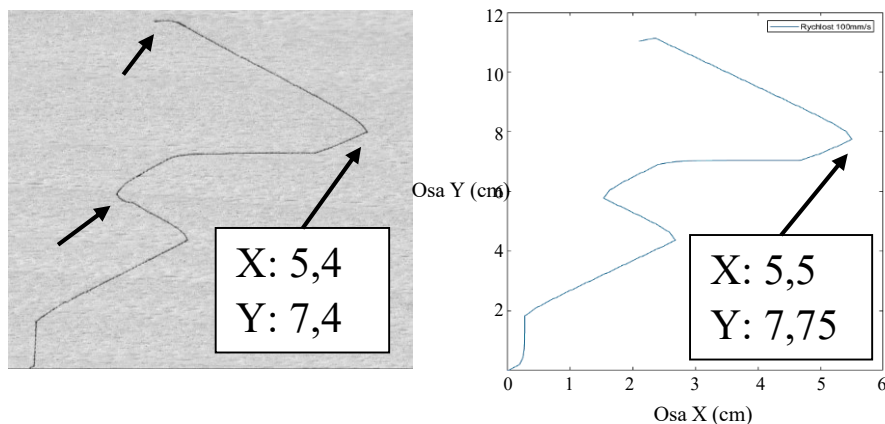 X: 5,4
Y: 7,4
Rychlost 100mm/s
12
10
8
Osa Y (cm)
6
4
2
X: 5,5
Y: 7,75
0 1 2 3 4 5 6
Osa X (cm)